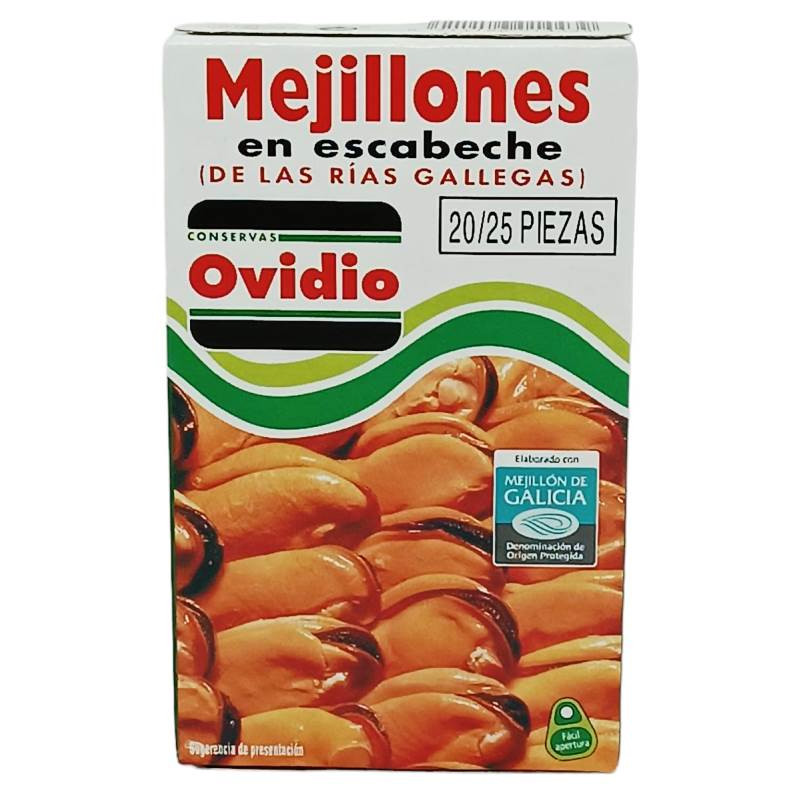 Mejillones
en escabeche
(DE LAS RÍAS GALLEGAS)
20/25 PIEZAS
CONSERVAS
Ovidio
Elaborado con
MEJILLÓN DE
GALICIA
Denominación de
Origen Protegida
Fácil
apertura
Sugerencia de presentación